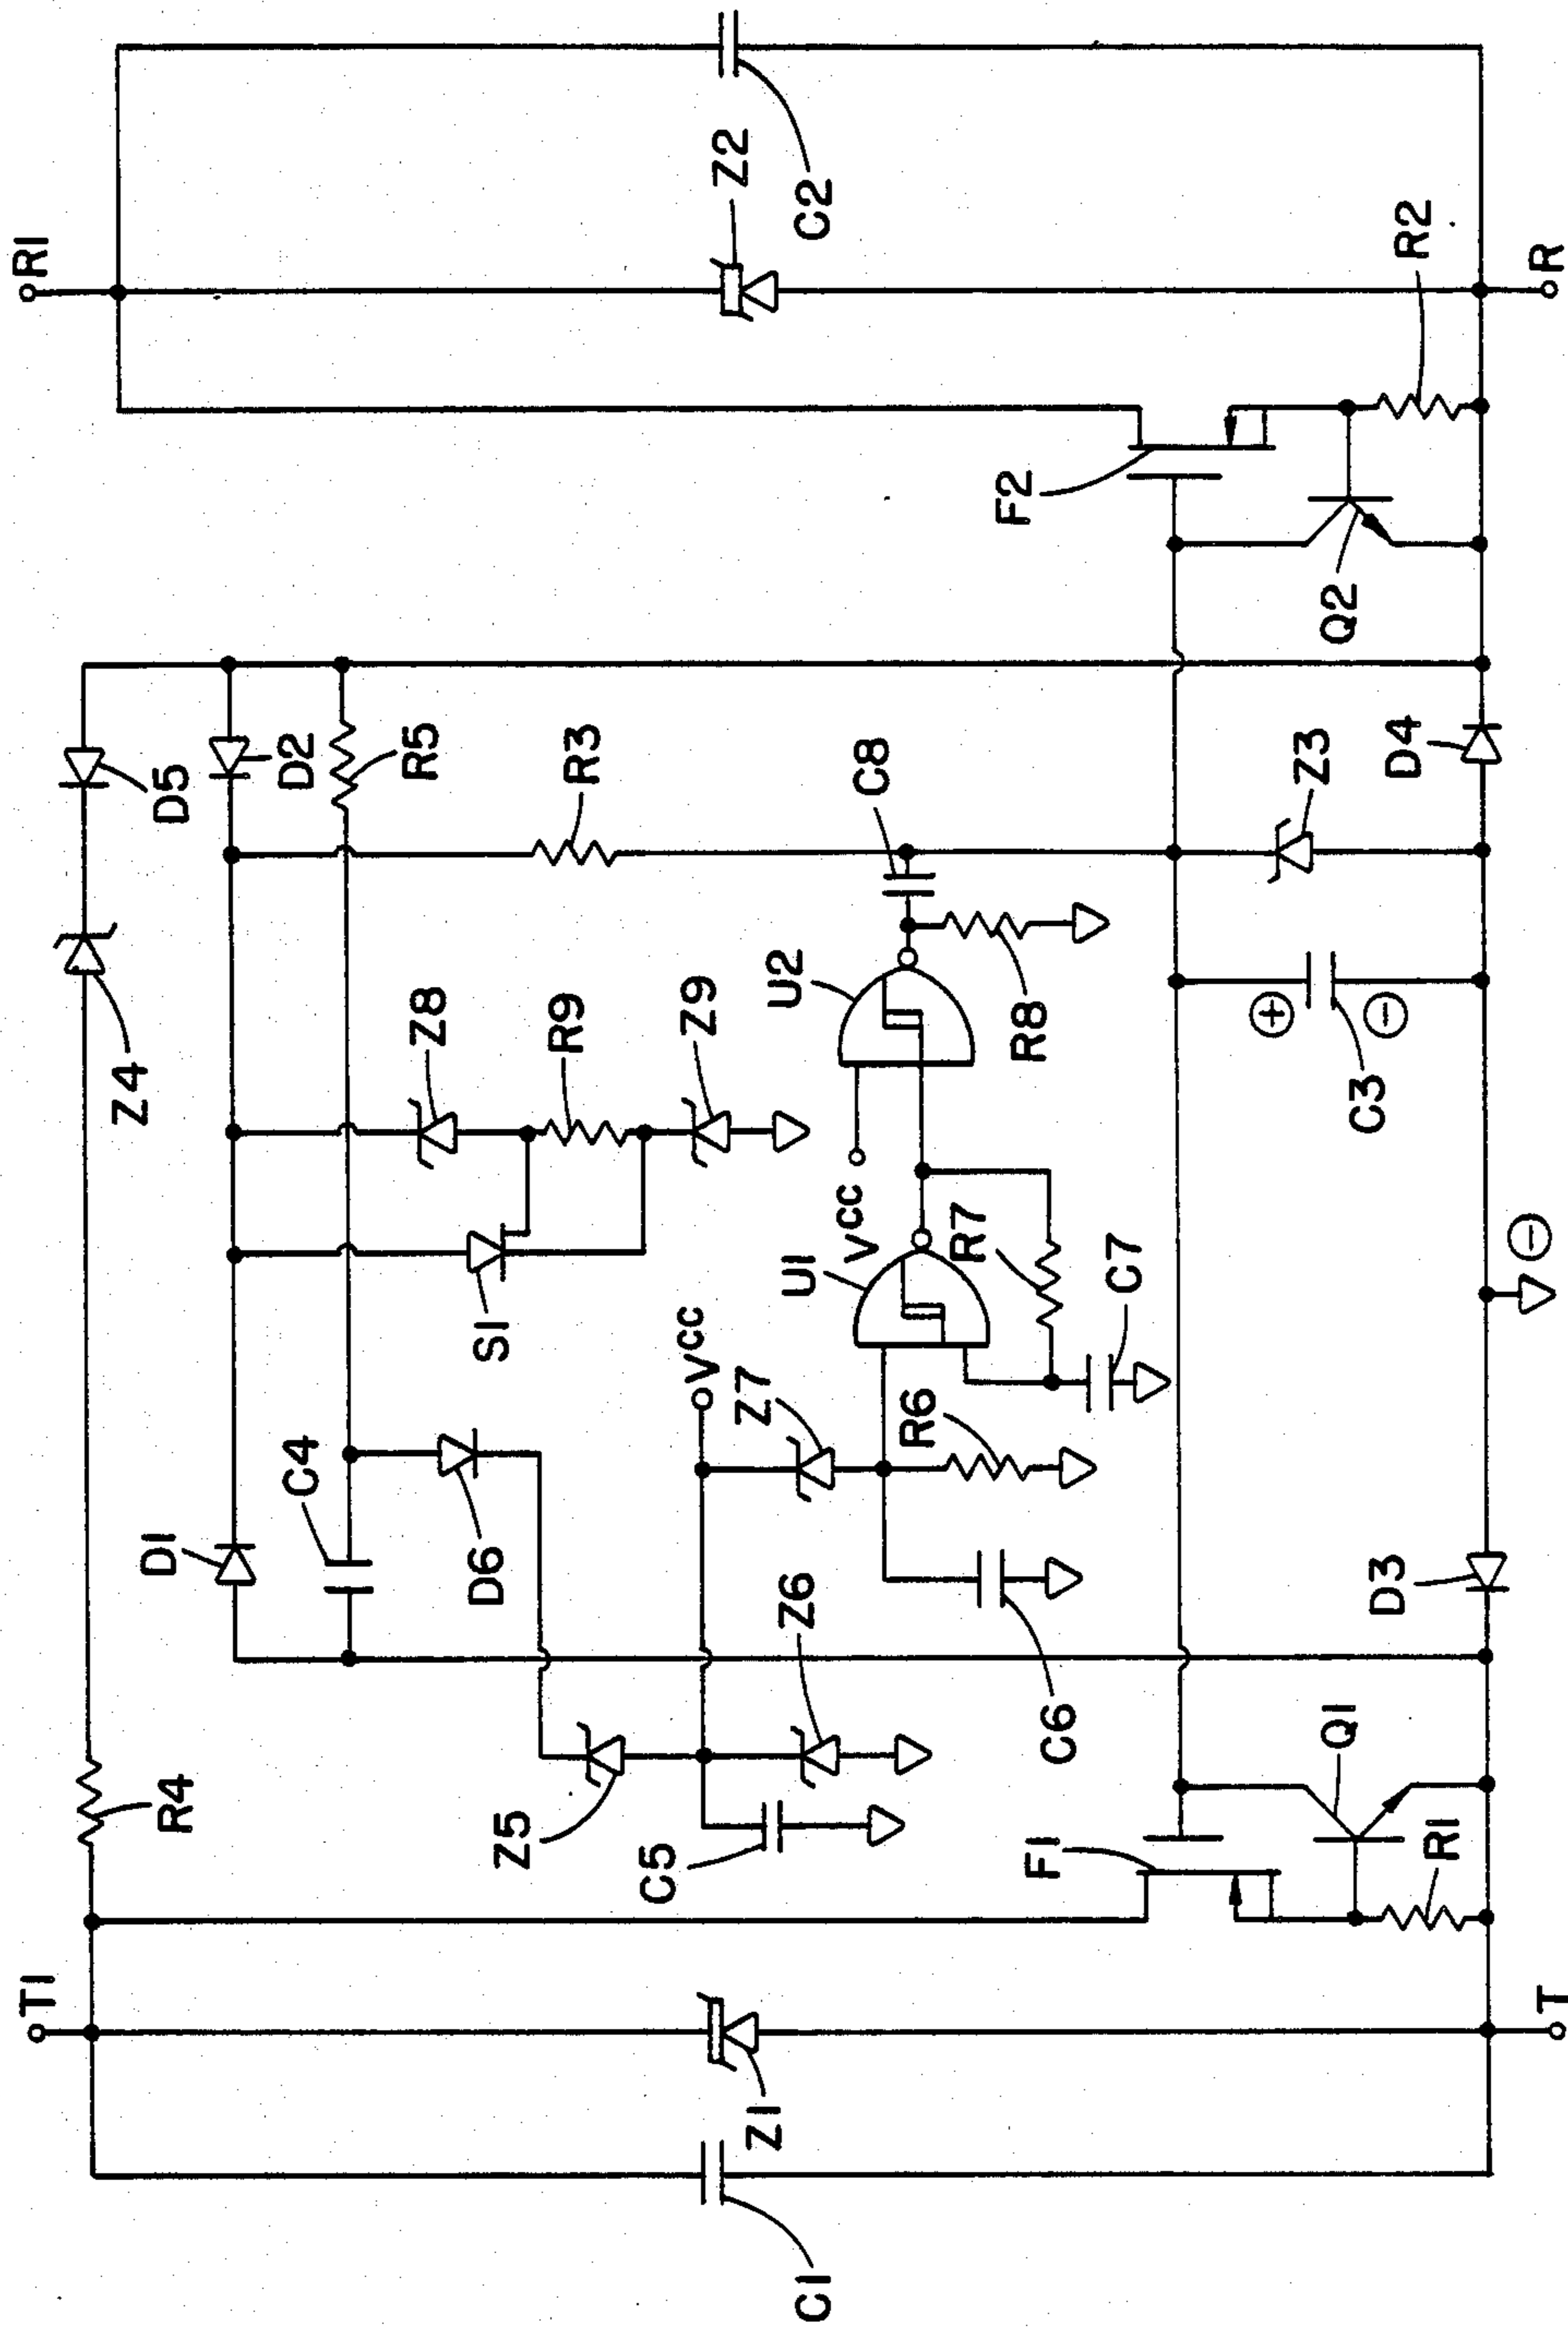 T1
R1
Z4
D5
D1
R4
D2
C4
R5
Z8
D6
S1
Z5
R9
R3
C5
Vcc
Z9
Z2
Z1
Z7
U2
Z6
U1
C1
C2
Vcc
C8
R6
R7
F2
R8
F1
C6
C7
+
Z3
Q1
Q2
C3
−
D3
D4
R2
R1
−
T
R